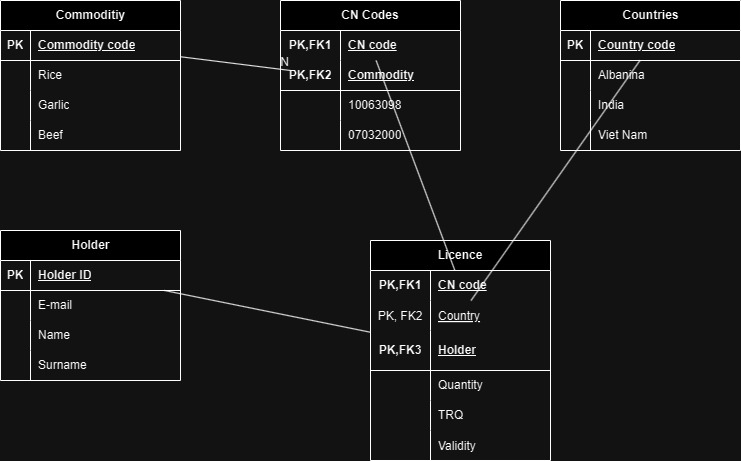 Commoditiy
PK Commodity code
Rice
Garlic
Beef
CN Codes
PK,FK1 CN code
N
PK,FK2 Commodity
10063098
07032000
Countries
PK Country code
Albanina
India
Viet Nam
Holder
PK Holder ID
E-mail
Name
Surname
Licence
PK,FK1 CN code
PK, FK2 Country
PK,FK3 Holder
Quantity
TRQ
Validity